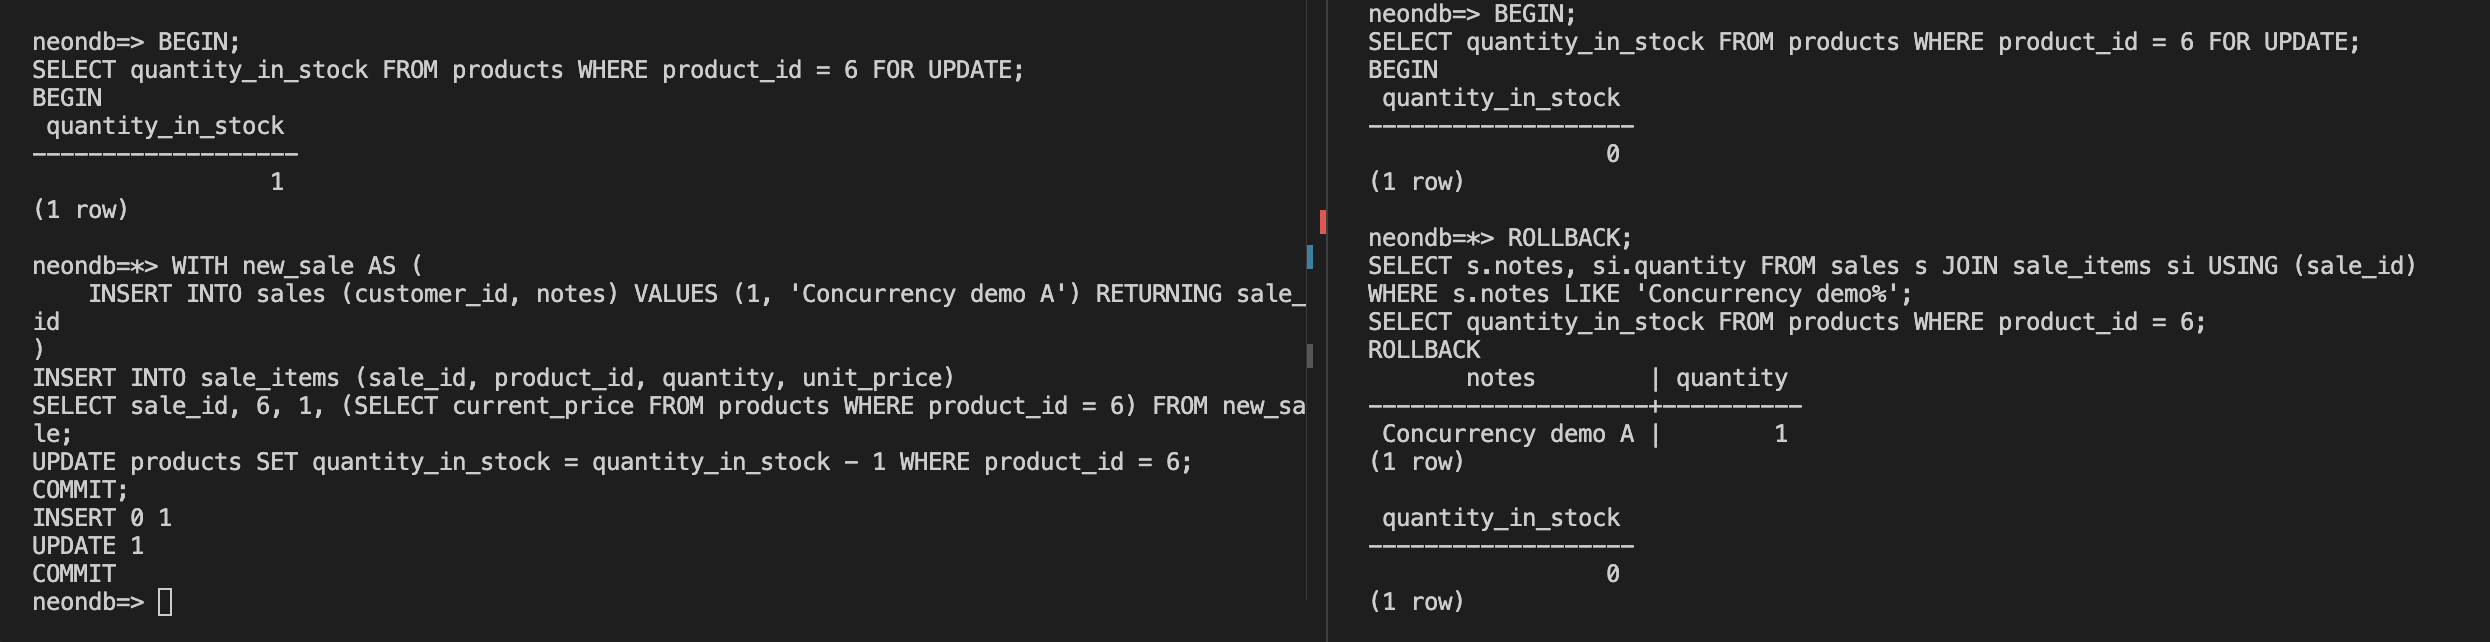 neondb=> BEGIN;
SELECT quantity_in_stock FROM products WHERE product_id = 6 FOR UPDATE;
BEGIN
 quantity_in_stock
-------------------
                 1
(1 row)

neondb=*> WITH new_sale AS (
    INSERT INTO sales (customer_id, notes) VALUES (1, 'Concurrency demo A') RETURNING sale_
id
)
INSERT INTO sale_items (sale_id, product_id, quantity, unit_price)
SELECT sale_id, 6, 1, (SELECT current_price FROM products WHERE product_id = 6) FROM new_sa
le;
UPDATE products SET quantity_in_stock = quantity_in_stock - 1 WHERE product_id = 6;
COMMIT;
INSERT 0 1
UPDATE 1
COMMIT
neondb=>
neondb=> BEGIN;
SELECT quantity_in_stock FROM products WHERE product_id = 6 FOR UPDATE;
BEGIN
 quantity_in_stock
-------------------
                 0
(1 row)

neondb=*> ROLLBACK;
SELECT s.notes, si.quantity FROM sales s JOIN sale_items si USING (sale_id)
WHERE s.notes LIKE 'Concurrency demo%';
SELECT quantity_in_stock FROM products WHERE product_id = 6;
ROLLBACK
       notes        | quantity
--------------------+----------
 Concurrency demo A |        1
(1 row)

 quantity_in_stock
-------------------
                 0
(1 row)